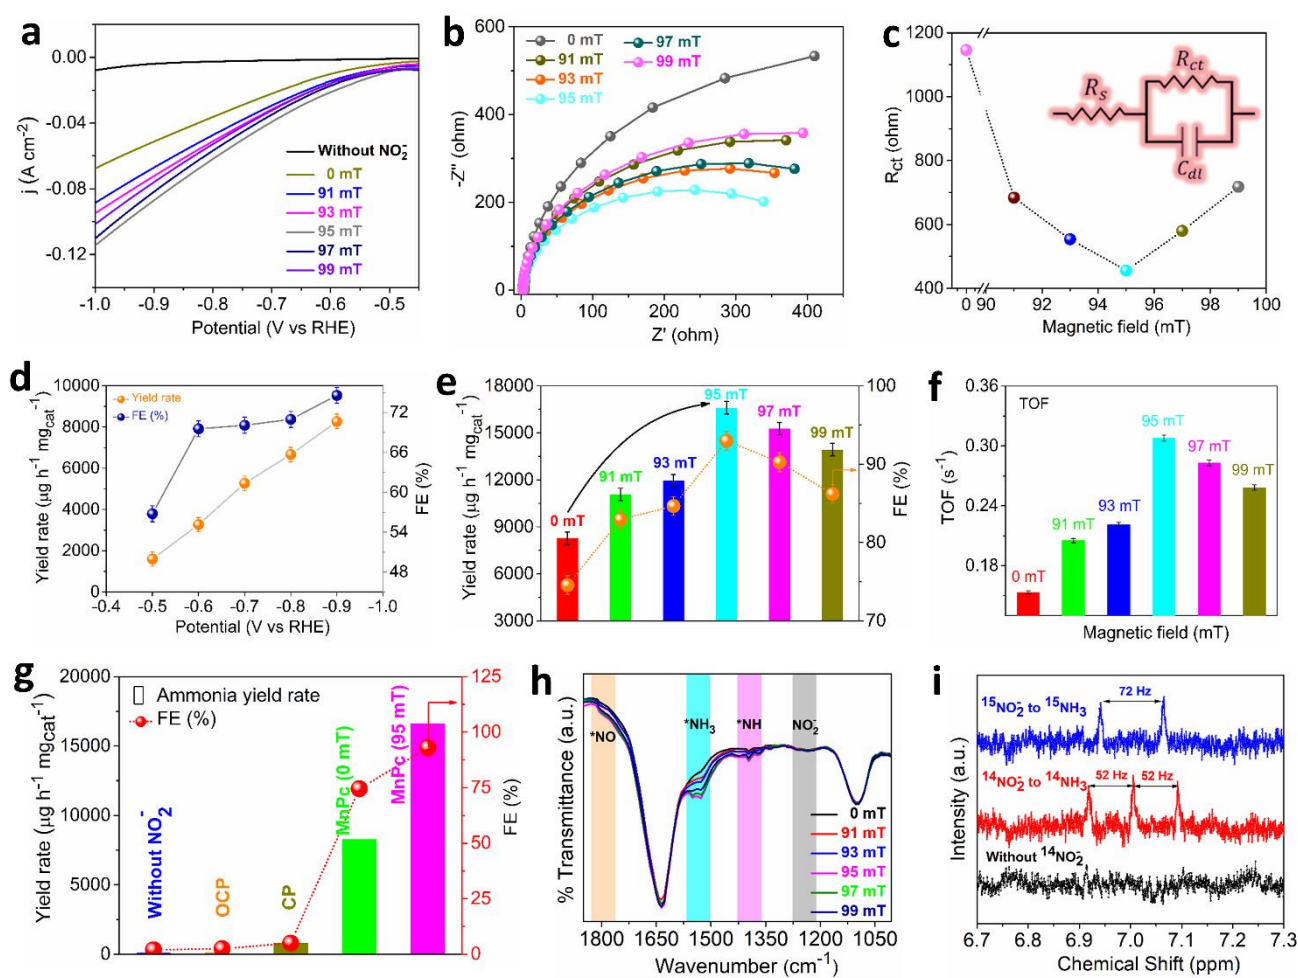 a
0.00
-0.04
-0.08
-0.12
j (A cm⁻²)
Without NO₂⁻
0 mT
91 mT
93 mT
95 mT
97 mT
99 mT
-1.0 -0.9 -0.8 -0.7 -0.6 -0.5
Potential (V vs RHE)
b
600
400
200
0
-Z'' (ohm)
0 mT
91 mT
93 mT
95 mT
97 mT
99 mT
0 100 200 300 400
Z' (ohm)
c
1200
1000
800
600
400
R_Ct (ohm)
R_s
R_ct
C_dl
0 90 92 94 96 98 100
Magnetic field (mT)
d
10000
8000
6000
4000
2000
0
Yield rate (µg h⁻¹ mg_cat⁻¹)
Yield rate
FE (%)
72
66
60
54
48
FE (%)
-0.4 -0.5 -0.6 -0.7 -0.8 -0.9 -1.0
Potential (V vs RHE)
e
18000
15000
12000
9000
6000
3000
Yield rate (µg h⁻¹ mg_cat⁻¹)
0 mT
91 mT
93 mT
95 mT
97 mT
99 mT
100
90
80
70
FE (%)
f
0.36
0.30
0.24
0.18
TOF (s⁻¹)
TOF
0 mT
91 mT
93 mT
95 mT
97 mT
99 mT
Magnetic field (mT)
g
20000
15000
10000
5000
0
Yield rate (µg h⁻¹ mg_cat⁻¹)
Ammonia yield rate
FE (%)
Without NO₂⁻
OCP
CP
MnPc (0 mT)
MnPc (95 mT)
125
100
75
50
25
0
FE (%)
h
% Transmittance (a.u.)
*NO
*NH₃
*NH
NO₂⁻
0 mT
91 mT
93 mT
95 mT
97 mT
99 mT
1800 1650 1500 1350 1200 1050
Wavenumber (cm⁻¹)
i
Intensity (a.u.)
¹⁵NO₂⁻ to ¹⁵NH₃
72 Hz
¹⁴NO₂⁻ to ¹⁴NH₃
52 Hz 52 Hz
Without ¹⁴NO₂⁻
6.7 6.8 6.9 7.0 7.1 7.2 7.3
Chemical Shift (ppm)